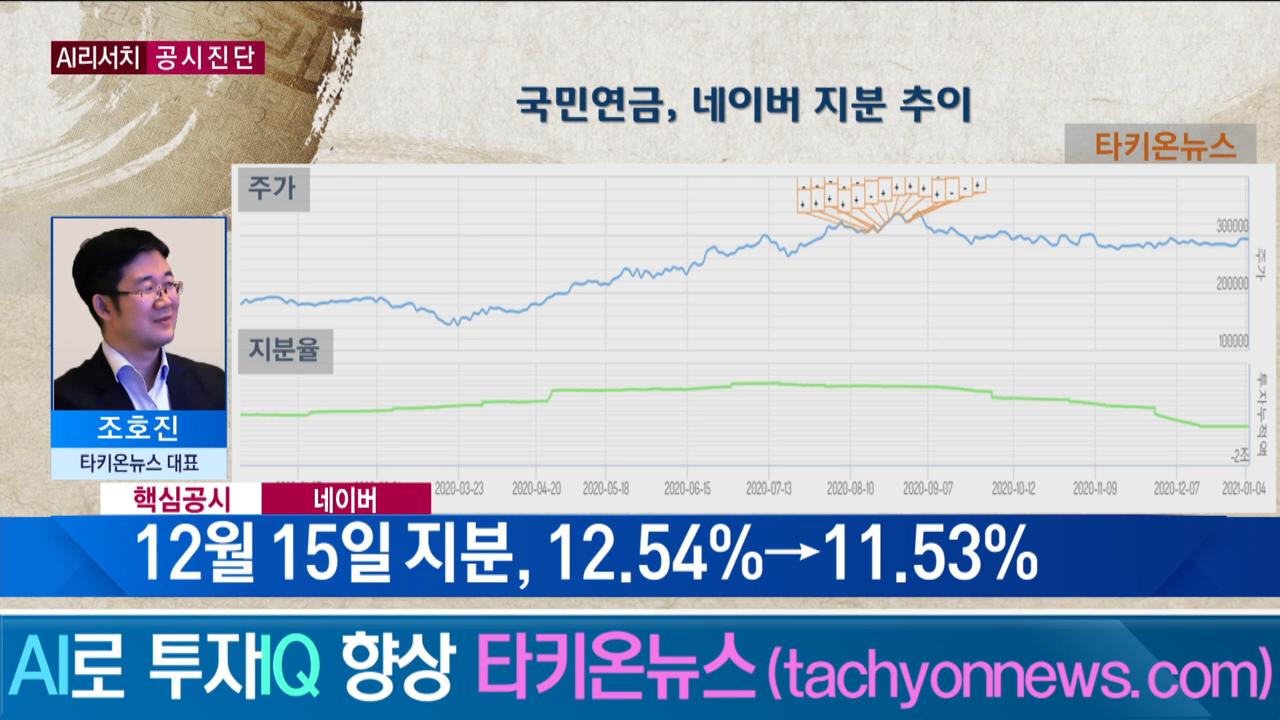 AI리서치 공시진단
국민연금, 네이버 지분 추이
타키온뉴스
주가
300000
200000
100000
주가
지분율
투자누적액
-2조
2020-03-23 2020-04-20 2020-05-18 2020-06-15 2020-07-13 2020-08-10 2020-09-07 2020-10-12 2020-11-09 2020-12-07 2021-01-04
조호진
타키온뉴스 대표
핵심공시 네이버
12월 15일 지분, 12.54%→11.53%
AI로 투자IQ 향상 타키온뉴스(tachyonnews.com)